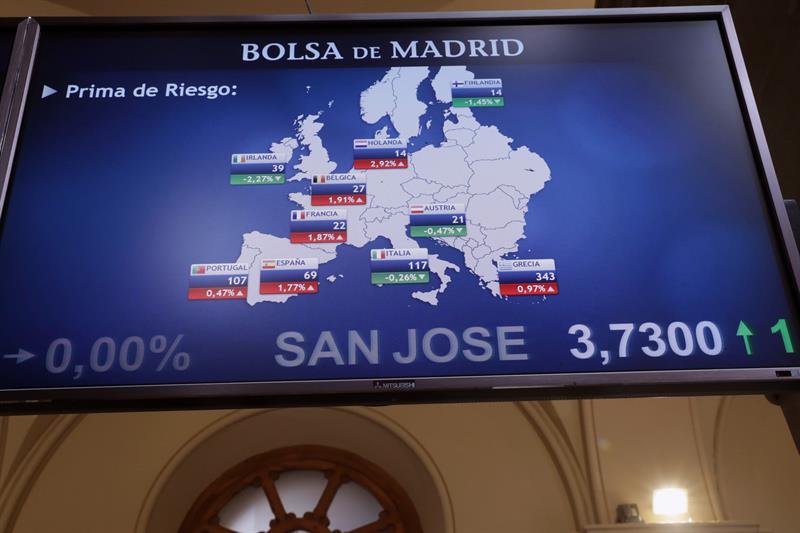 BOLSA DE MADRID
Prima de Riesgo:
FINLANDIA
14
-1,45%
HOLANDA
14
2,92%
IRLANDA
39
-2,27%
BELGICA
27
1,91%
FRANCIA
22
1,87%
AUSTRIA
21
-0,47%
PORTUGAL
107
0,47%
ESPAÑA
69
1,77%
ITALIA
117
-0,26%
GRECIA
343
0,97%
0,00% SAN JOSE 3,7300 1
MITSUBISHI